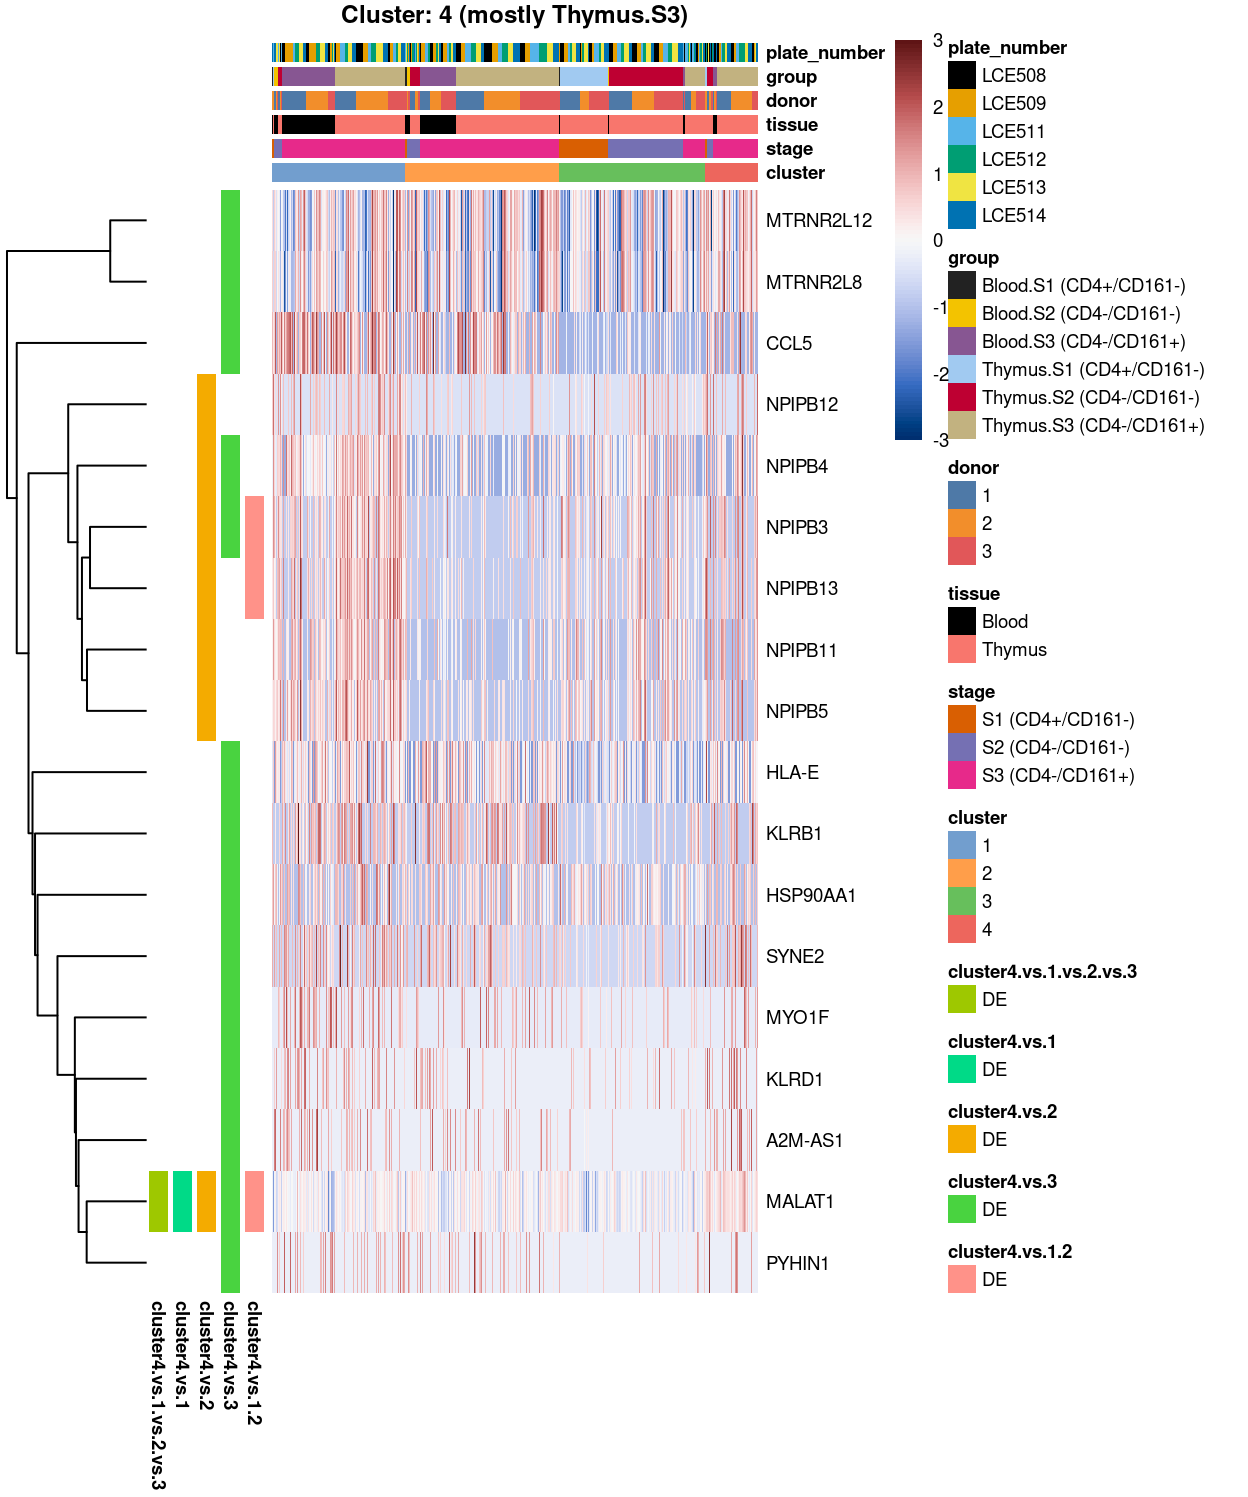 Cluster: 4 (mostly Thymus.S3)
plate_number
group
donor
tissue
stage
cluster
MTRNR2L12
MTRNR2L8
CCL5
NPIPB12
NPIPB4
NPIPB3
NPIPB13
NPIPB11
NPIPB5
HLA-E
KLRB1
HSP90AA1
SYNE2
MYO1F
KLRD1
A2M-AS1
MALAT1
PYHIN1
cluster4.vs.1.vs.2.vs.3
cluster4.vs.1
cluster4.vs.2
cluster4.vs.3
cluster4.vs.1.2
3
2
1
0
-1
-2
-3
plate_number
LCE508
LCE509
LCE511
LCE512
LCE513
LCE514
group
Blood.S1 (CD4+/CD161-)
Blood.S2 (CD4-/CD161-)
Blood.S3 (CD4-/CD161+)
Thymus.S1 (CD4+/CD161-)
Thymus.S2 (CD4-/CD161-)
Thymus.S3 (CD4-/CD161+)
donor
1
2
3
tissue
Blood
Thymus
stage
S1 (CD4+/CD161-)
S2 (CD4-/CD161-)
S3 (CD4-/CD161+)
cluster
1
2
3
4
cluster4.vs.1.vs.2.vs.3
DE
cluster4.vs.1
DE
cluster4.vs.2
DE
cluster4.vs.3
DE
cluster4.vs.1.2
DE